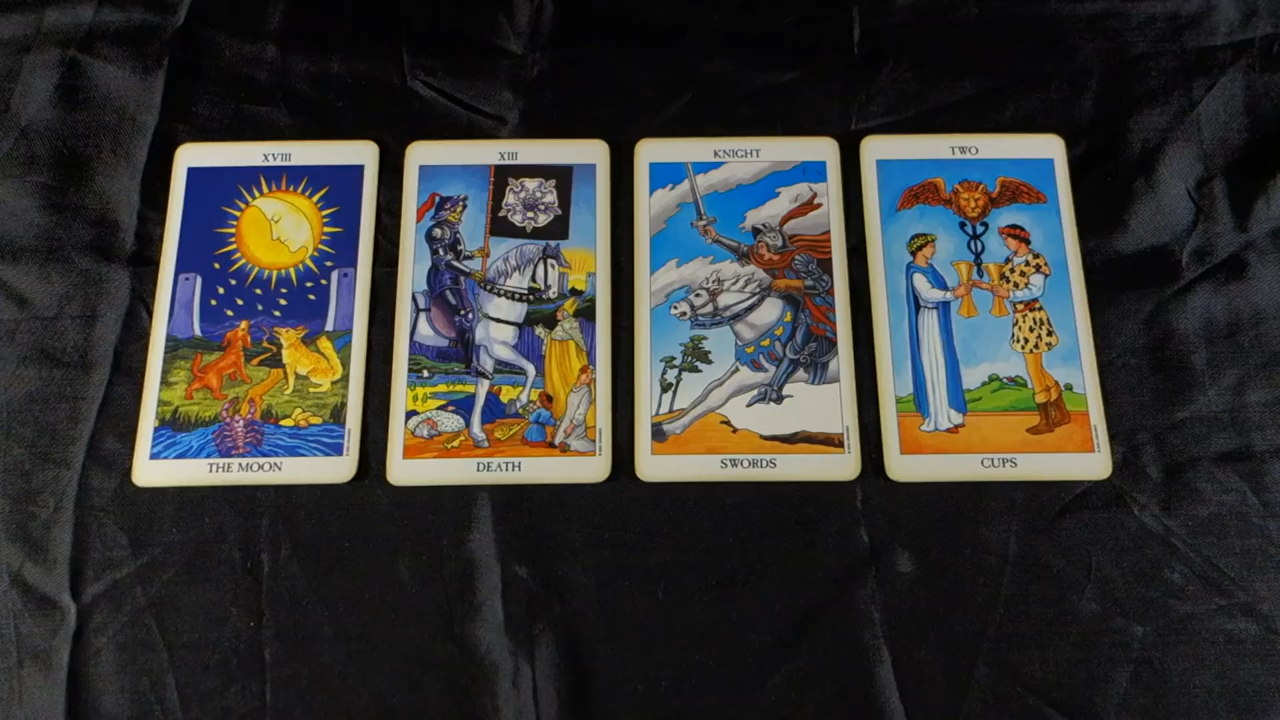 XVIII
THE MOON
XIII
DEATH
KNIGHT
SWORDS
TWO
CUPS